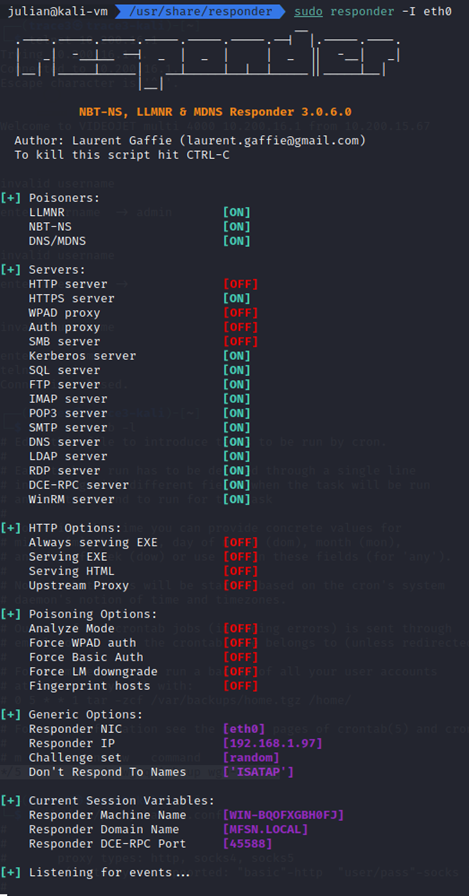 julian@kali-vm /usr/share/responder sudo responder -I eth0
NBT-NS, LLMNR & MDNS Responder 3.0.6.0
Author: Laurent Gaffie (laurent.gaffie@gmail.com)
To kill this script hit CTRL-C
[+] Poisoners:
LLMNR [ON]
NBT-NS [ON]
DNS/MDNS [ON]
[+] Servers:
HTTP server [OFF]
HTTPS server [ON]
WPAD proxy [OFF]
Auth proxy [OFF]
SMB server [OFF]
Kerberos server [ON]
SQL server [ON]
FTP server [ON]
IMAP server [ON]
POP3 server [ON]
SMTP server [ON]
DNS server [ON]
LDAP server [ON]
RDP server [ON]
DCE-RPC server [ON]
WinRM server [ON]
[+] HTTP Options:
Always serving EXE [OFF]
Serving EXE [OFF]
Serving HTML [OFF]
Upstream Proxy [OFF]
[+] Poisoning Options:
Analyze Mode [OFF]
Force WPAD auth [OFF]
Force Basic Auth [OFF]
Force LM downgrade [OFF]
Fingerprint hosts [OFF]
[+] Generic Options:
Responder NIC [eth0]
Responder IP [192.168.1.97]
Challenge set [random]
Don't Respond To Names ['ISATAP']
[+] Current Session Variables:
Responder Machine Name [WIN-BQOFXGBH0FJ]
Responder Domain Name [MFSN.LOCAL]
Responder DCE-RPC Port [45588]
[+] Listening for events...